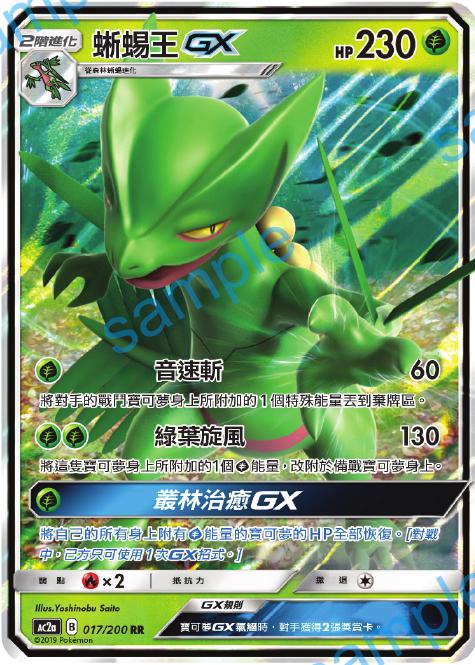 2階進化 蜥蜴王GX HP230
從森林蜥蜴進化
sample
音速斬 60
將對手的戰鬥寶可夢身上所附加的1個特殊能量丟到棄牌區。
綠葉旋風 130
將這隻寶可夢身上所附加的1個能量,改附於備戰寶可夢身上。
叢林治癒GX
將自己的所有身上附有能量的寶可夢的HP全部恢復。[對戰
中,己方只可使用1次GX招式。]
弱點 ×2 抵抗力 撤退
Illus.Yoshinobu Saito GX規則
AC2a B 017/200 RR 寶可夢GX氣絕時,對手獲得2張獎賞卡。
©2019 Pokémon